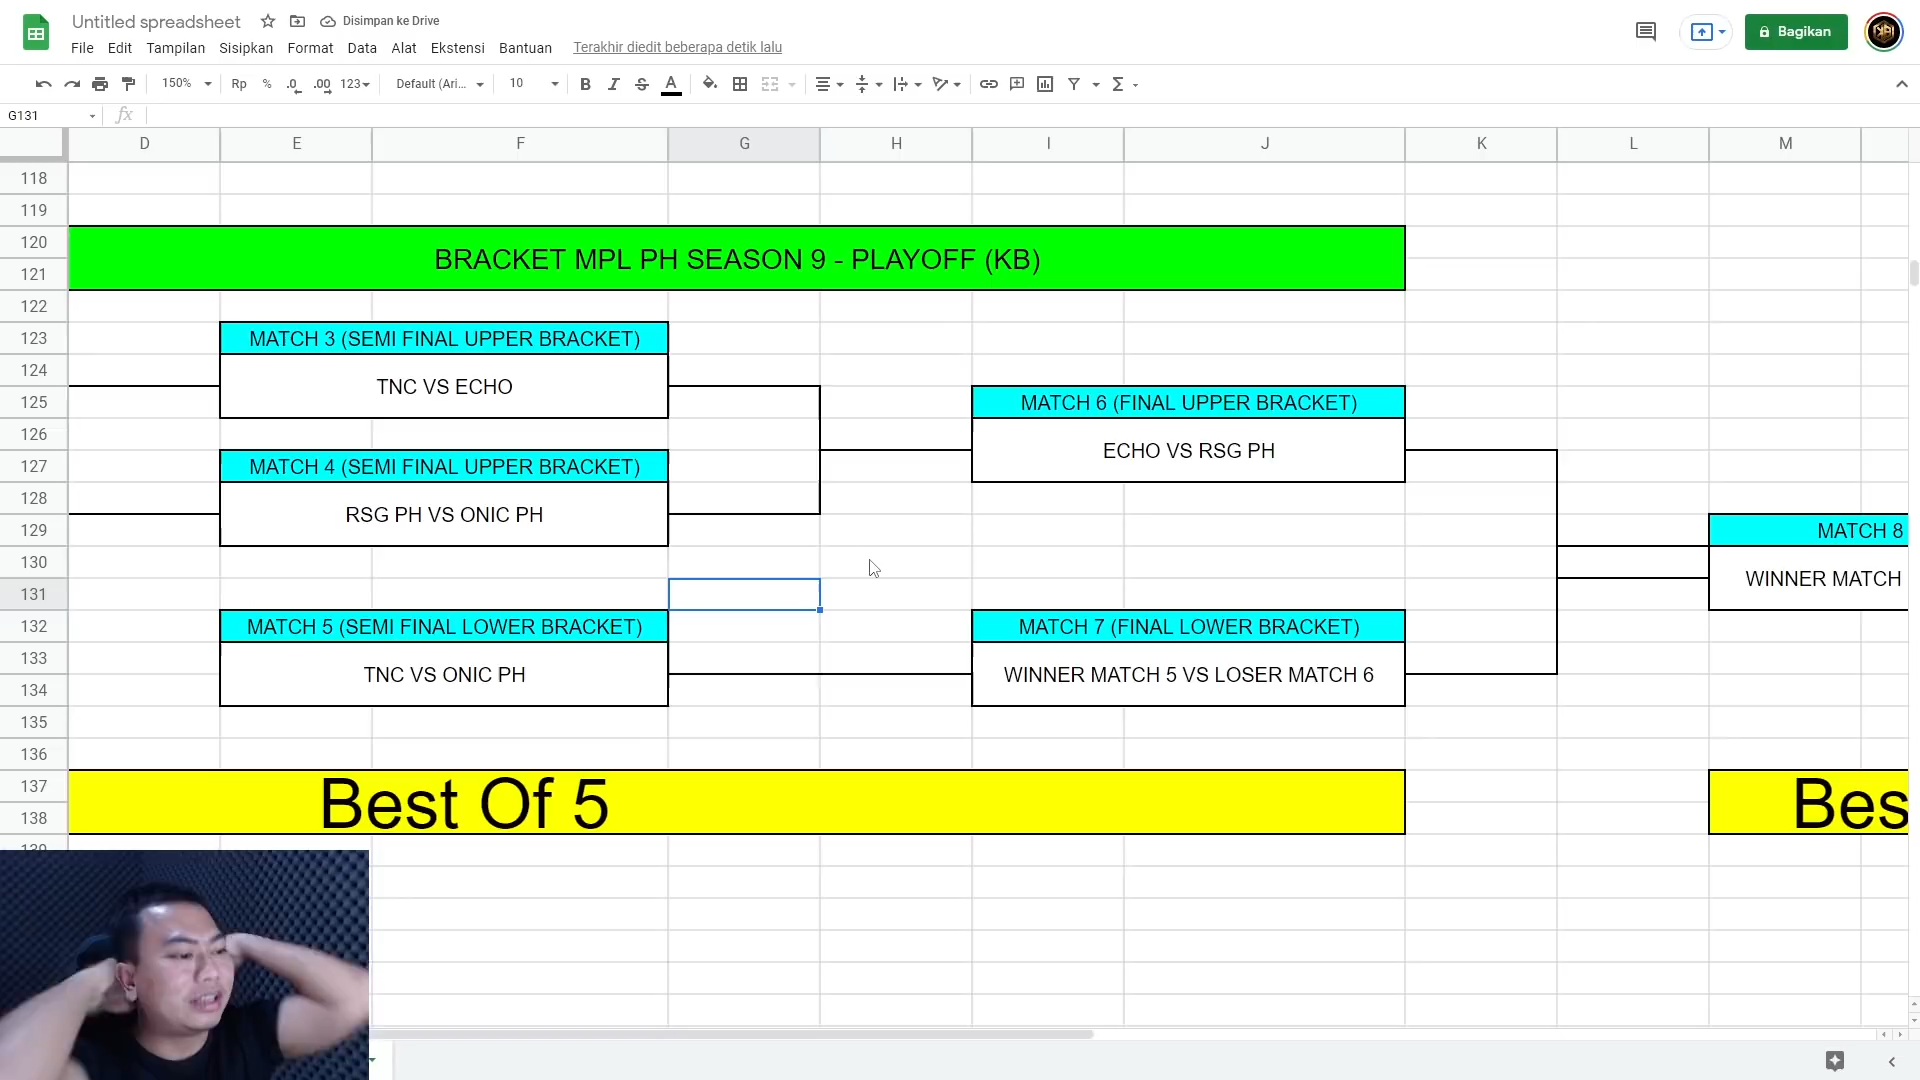 Untitled spreadsheet
Disimpan ke Drive
File Edit Tampilan Sisipkan Format Data Alat Ekstensi Bantuan Terakhir diedit beberapa detik lalu
Bagikan
150% Rp % .0 .00 123 Default (Ari... 10 B I S A
G131 fx
D E F G H I J K L M
118
119
120
121
BRACKET MPL PH SEASON 9 - PLAYOFF (KB)
122
123 MATCH 3 (SEMI FINAL UPPER BRACKET)
124
TNC VS ECHO
125 MATCH 6 (FINAL UPPER BRACKET)
126
ECHO VS RSG PH
127 MATCH 4 (SEMI FINAL UPPER BRACKET)
128
RSG PH VS ONIC PH
129 MATCH 8
130
WINNER MATCH
131
132 MATCH 5 (SEMI FINAL LOWER BRACKET) MATCH 7 (FINAL LOWER BRACKET)
133
TNC VS ONIC PH WINNER MATCH 5 VS LOSER MATCH 6
134
135
136
137
Best Of 5 Bes
138
139